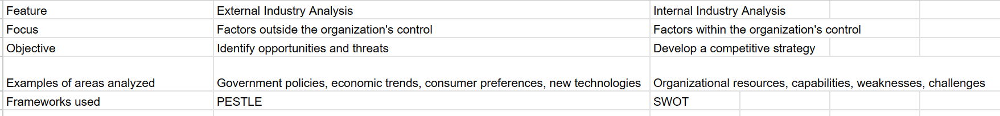 Feature External Industry Analysis Internal Industry Analysis
Focus Factors outside the organization's control Factors within the organization's control
Objective Identify opportunities and threats Develop a competitive strategy
Examples of areas analyzed Government policies, economic trends, consumer preferences, new technologies Organizational resources, capabilities, weaknesses, challenges
Frameworks used PESTLE SWOT